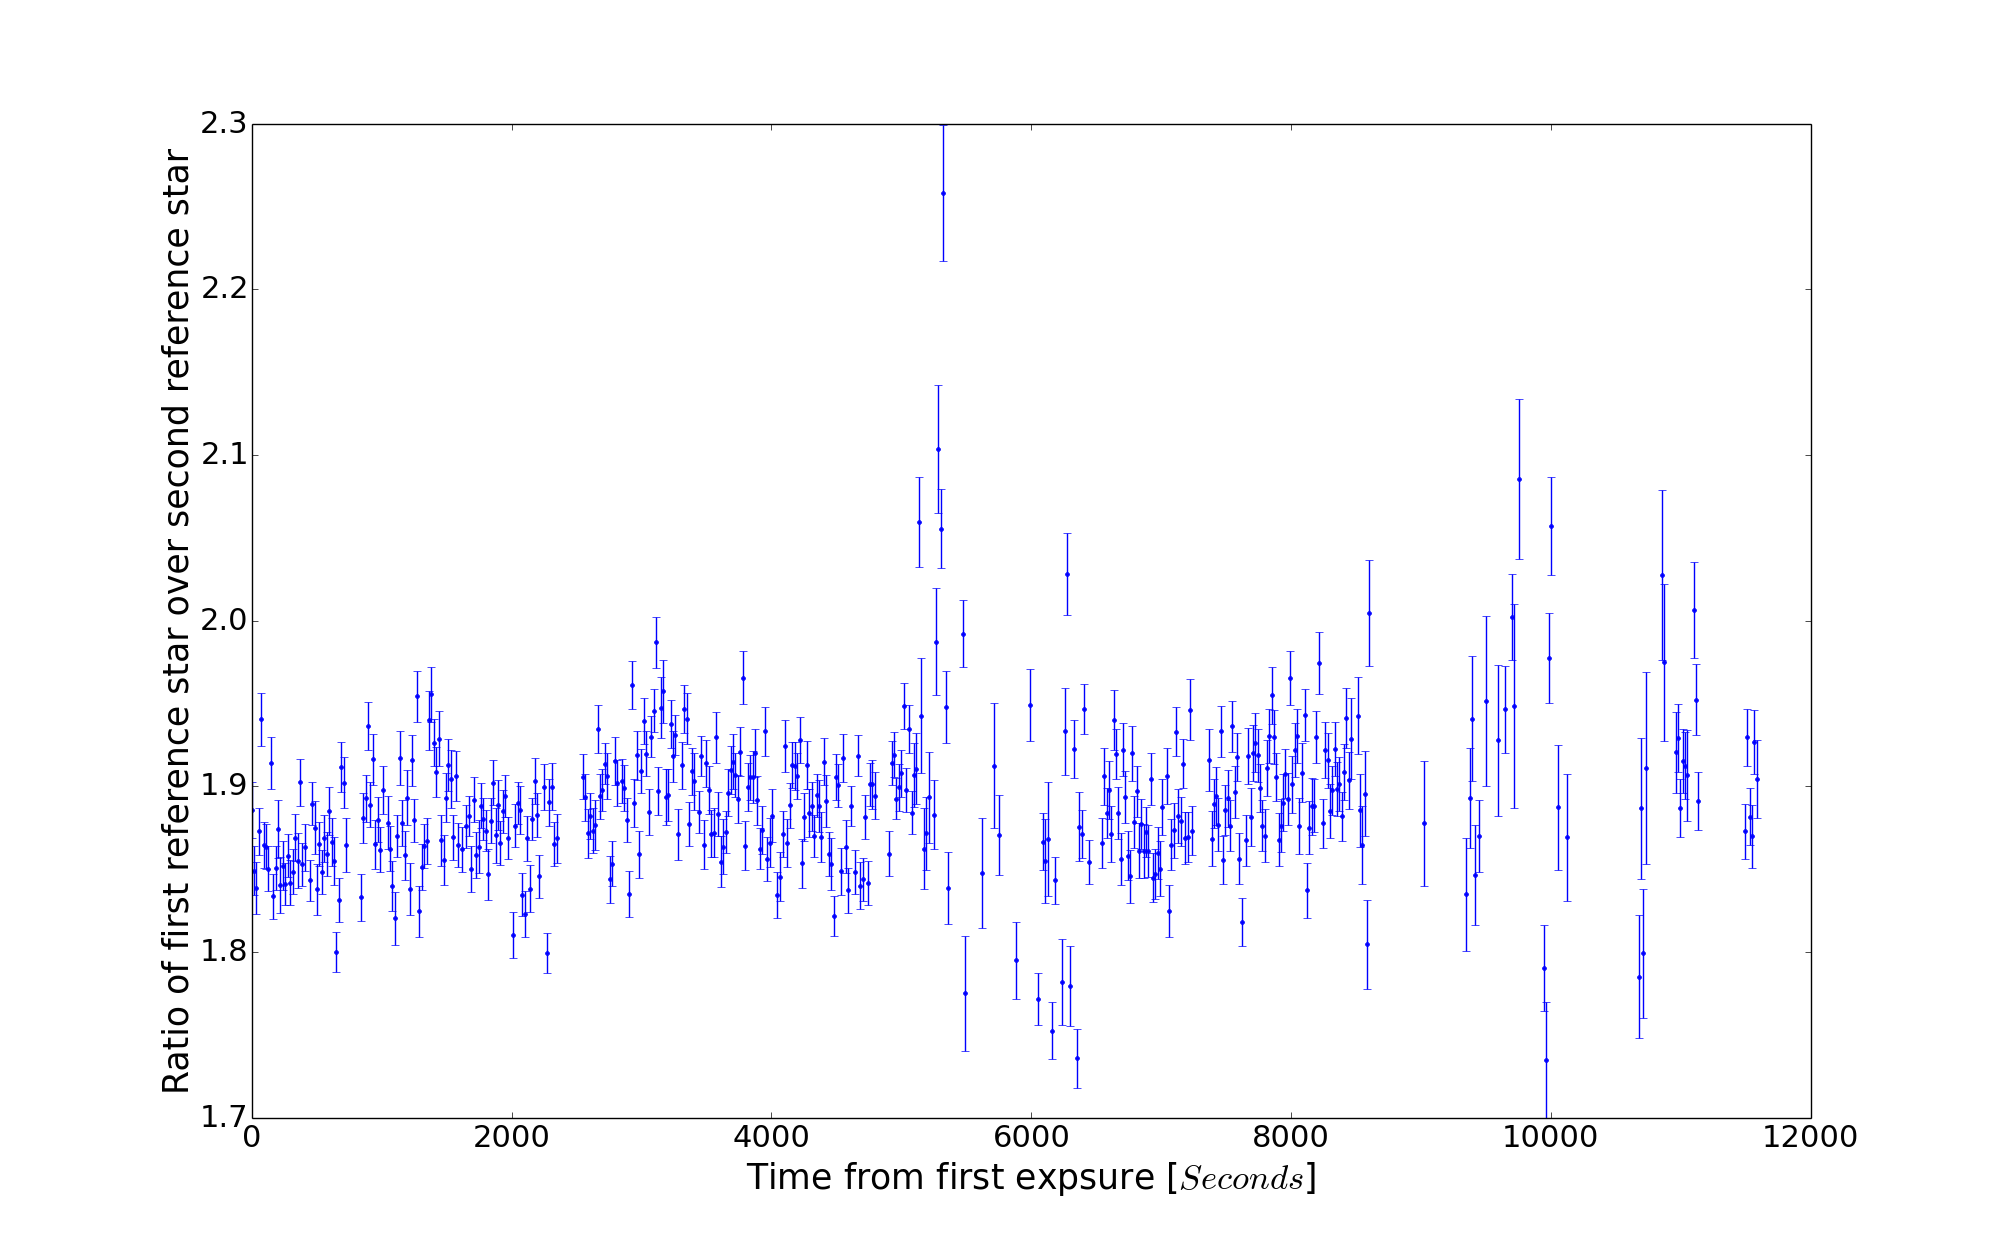 Ratio of first reference star over second reference star
2.3
2.2
2.1
2.0
1.9
1.8
1.7
0 2000 4000 6000 8000 10000 12000
Time from first expsure [Seconds]